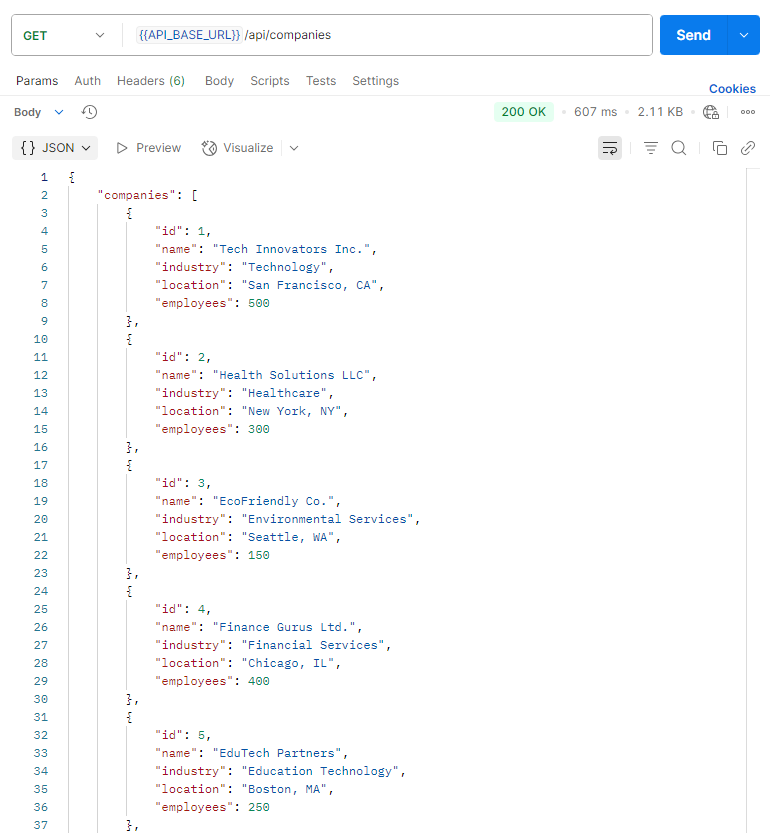 GET {{API_BASE_URL}} /api/companies Send
Params Auth Headers (6) Body Scripts Tests Settings Cookies
Body 200 OK 607 ms 2.11 KB
{} JSON Preview Visualize
1 {
2 "companies": [
3 {
4 "id": 1,
5 "name": "Tech Innovators Inc.",
6 "industry": "Technology",
7 "location": "San Francisco, CA",
8 "employees": 500
9 },
10 {
11 "id": 2,
12 "name": "Health Solutions LLC",
13 "industry": "Healthcare",
14 "location": "New York, NY",
15 "employees": 300
16 },
17 {
18 "id": 3,
19 "name": "EcoFriendly Co.",
20 "industry": "Environmental Services",
21 "location": "Seattle, WA",
22 "employees": 150
23 },
24 {
25 "id": 4,
26 "name": "Finance Gurus Ltd.",
27 "industry": "Financial Services",
28 "location": "Chicago, IL",
29 "employees": 400
30 },
31 {
32 "id": 5,
33 "name": "EduTech Partners",
34 "industry": "Education Technology",
35 "location": "Boston, MA",
36 "employees": 250
37 },